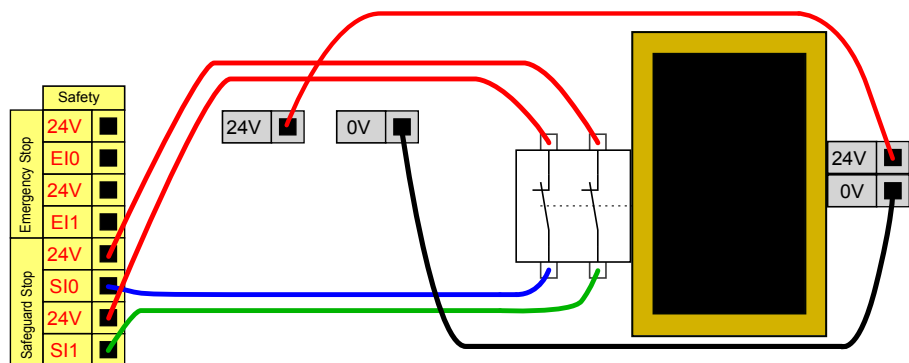 Safety
Emergency Stop
24V
EI0
24V
EI1
Safeguard Stop
24V
SI0
24V
SI1
24V
0V
24V
0V